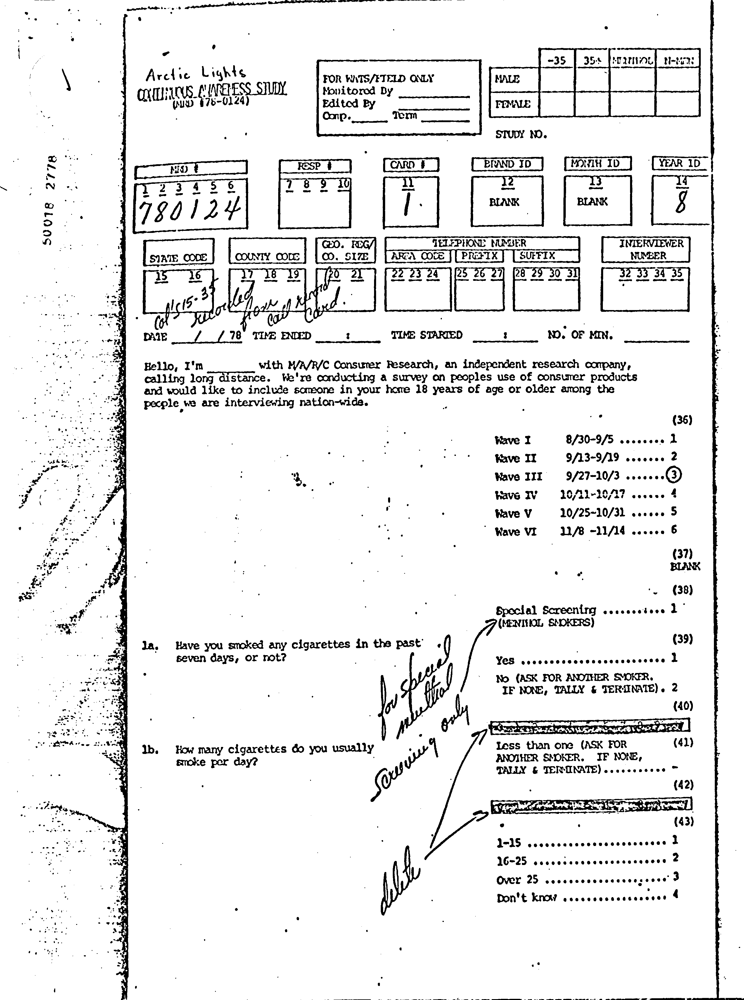 Arctic Lights
CONTINUOUS AWARENESS STUDY
(MRD #78-0124)
FOR WATS/FIELD ONLY
Monitored By
Edited By
Comp. Term
-35 35+ MENTHOL N-MEN
MALE
FEMALE
STUDY NO.
50018 2778
MRD # RESP # CARD # BRAND ID MONTH ID YEAR ID
1 2 3 4 5 6 7 8 9 10 11 12 13 14
780124 1. BLANK BLANK 8
STATE CODE COUNTY CODE GEO. REG/ CO. SIZE TELEPHONE NUMBER INTERVIEWER NUMBER
AREA CODE PREFIX SUFFIX
15 16 17 18 19 20 21 22 23 24 25 26 27 28 29 30 31 32 33 34 35
Col's 15-35 recorded from call record card.
DATE / / 78 TIME ENDED : TIME STARTED : NO. OF MIN.
Hello, I'm ______ with M/A/R/C Consumer Research, an independent research company,
calling long distance. We're conducting a survey on peoples use of consumer products
and would like to include someone in your home 18 years of age or older among the
people we are interviewing nation-wide.
(36)
Wave I 8/30-9/5 ........ 1
Wave II 9/13-9/19 ....... 2
Wave III 9/27-10/3 ....... 3
Wave IV 10/11-10/17 ...... 4
Wave V 10/25-10/31 ...... 5
Wave VI 11/8 -11/14 ...... 6
(37)
BLANK
(38)
Special Screening ........... 1
(MENTHOL SMOKERS)
(39)
1a. Have you smoked any cigarettes in the past
seven days, or not?
Yes ........................ 1
No (ASK FOR ANOTHER SMOKER.
IF NONE, TALLY & TERMINATE). 2
for special menthol screening only
(40)
1b. How many cigarettes do you usually
smoke per day?
Less than one (ASK FOR (41)
ANOTHER SMOKER. IF NONE,
TALLY & TERMINATE).......... -
(42)
(43)
1-15 ....................... 1
16-25 ...................... 2
Over 25 .................... 3
Don't know ................. 4
delete